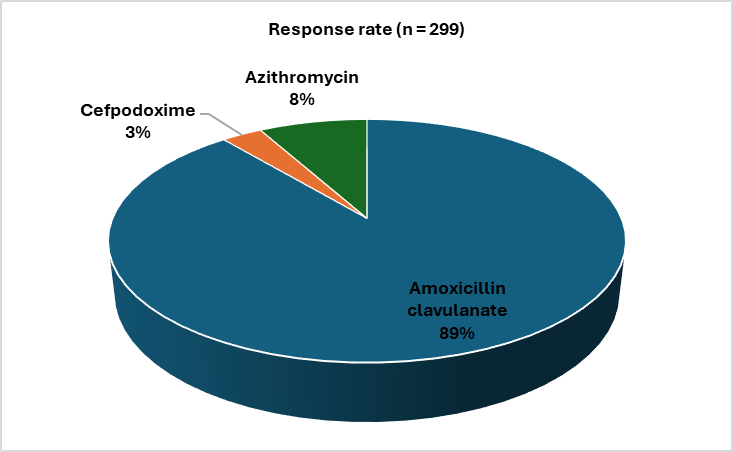 Response rate (n = 299)
Azithromycin
8%
Cefpodoxime
3%
Amoxicillin
clavulanate
89%